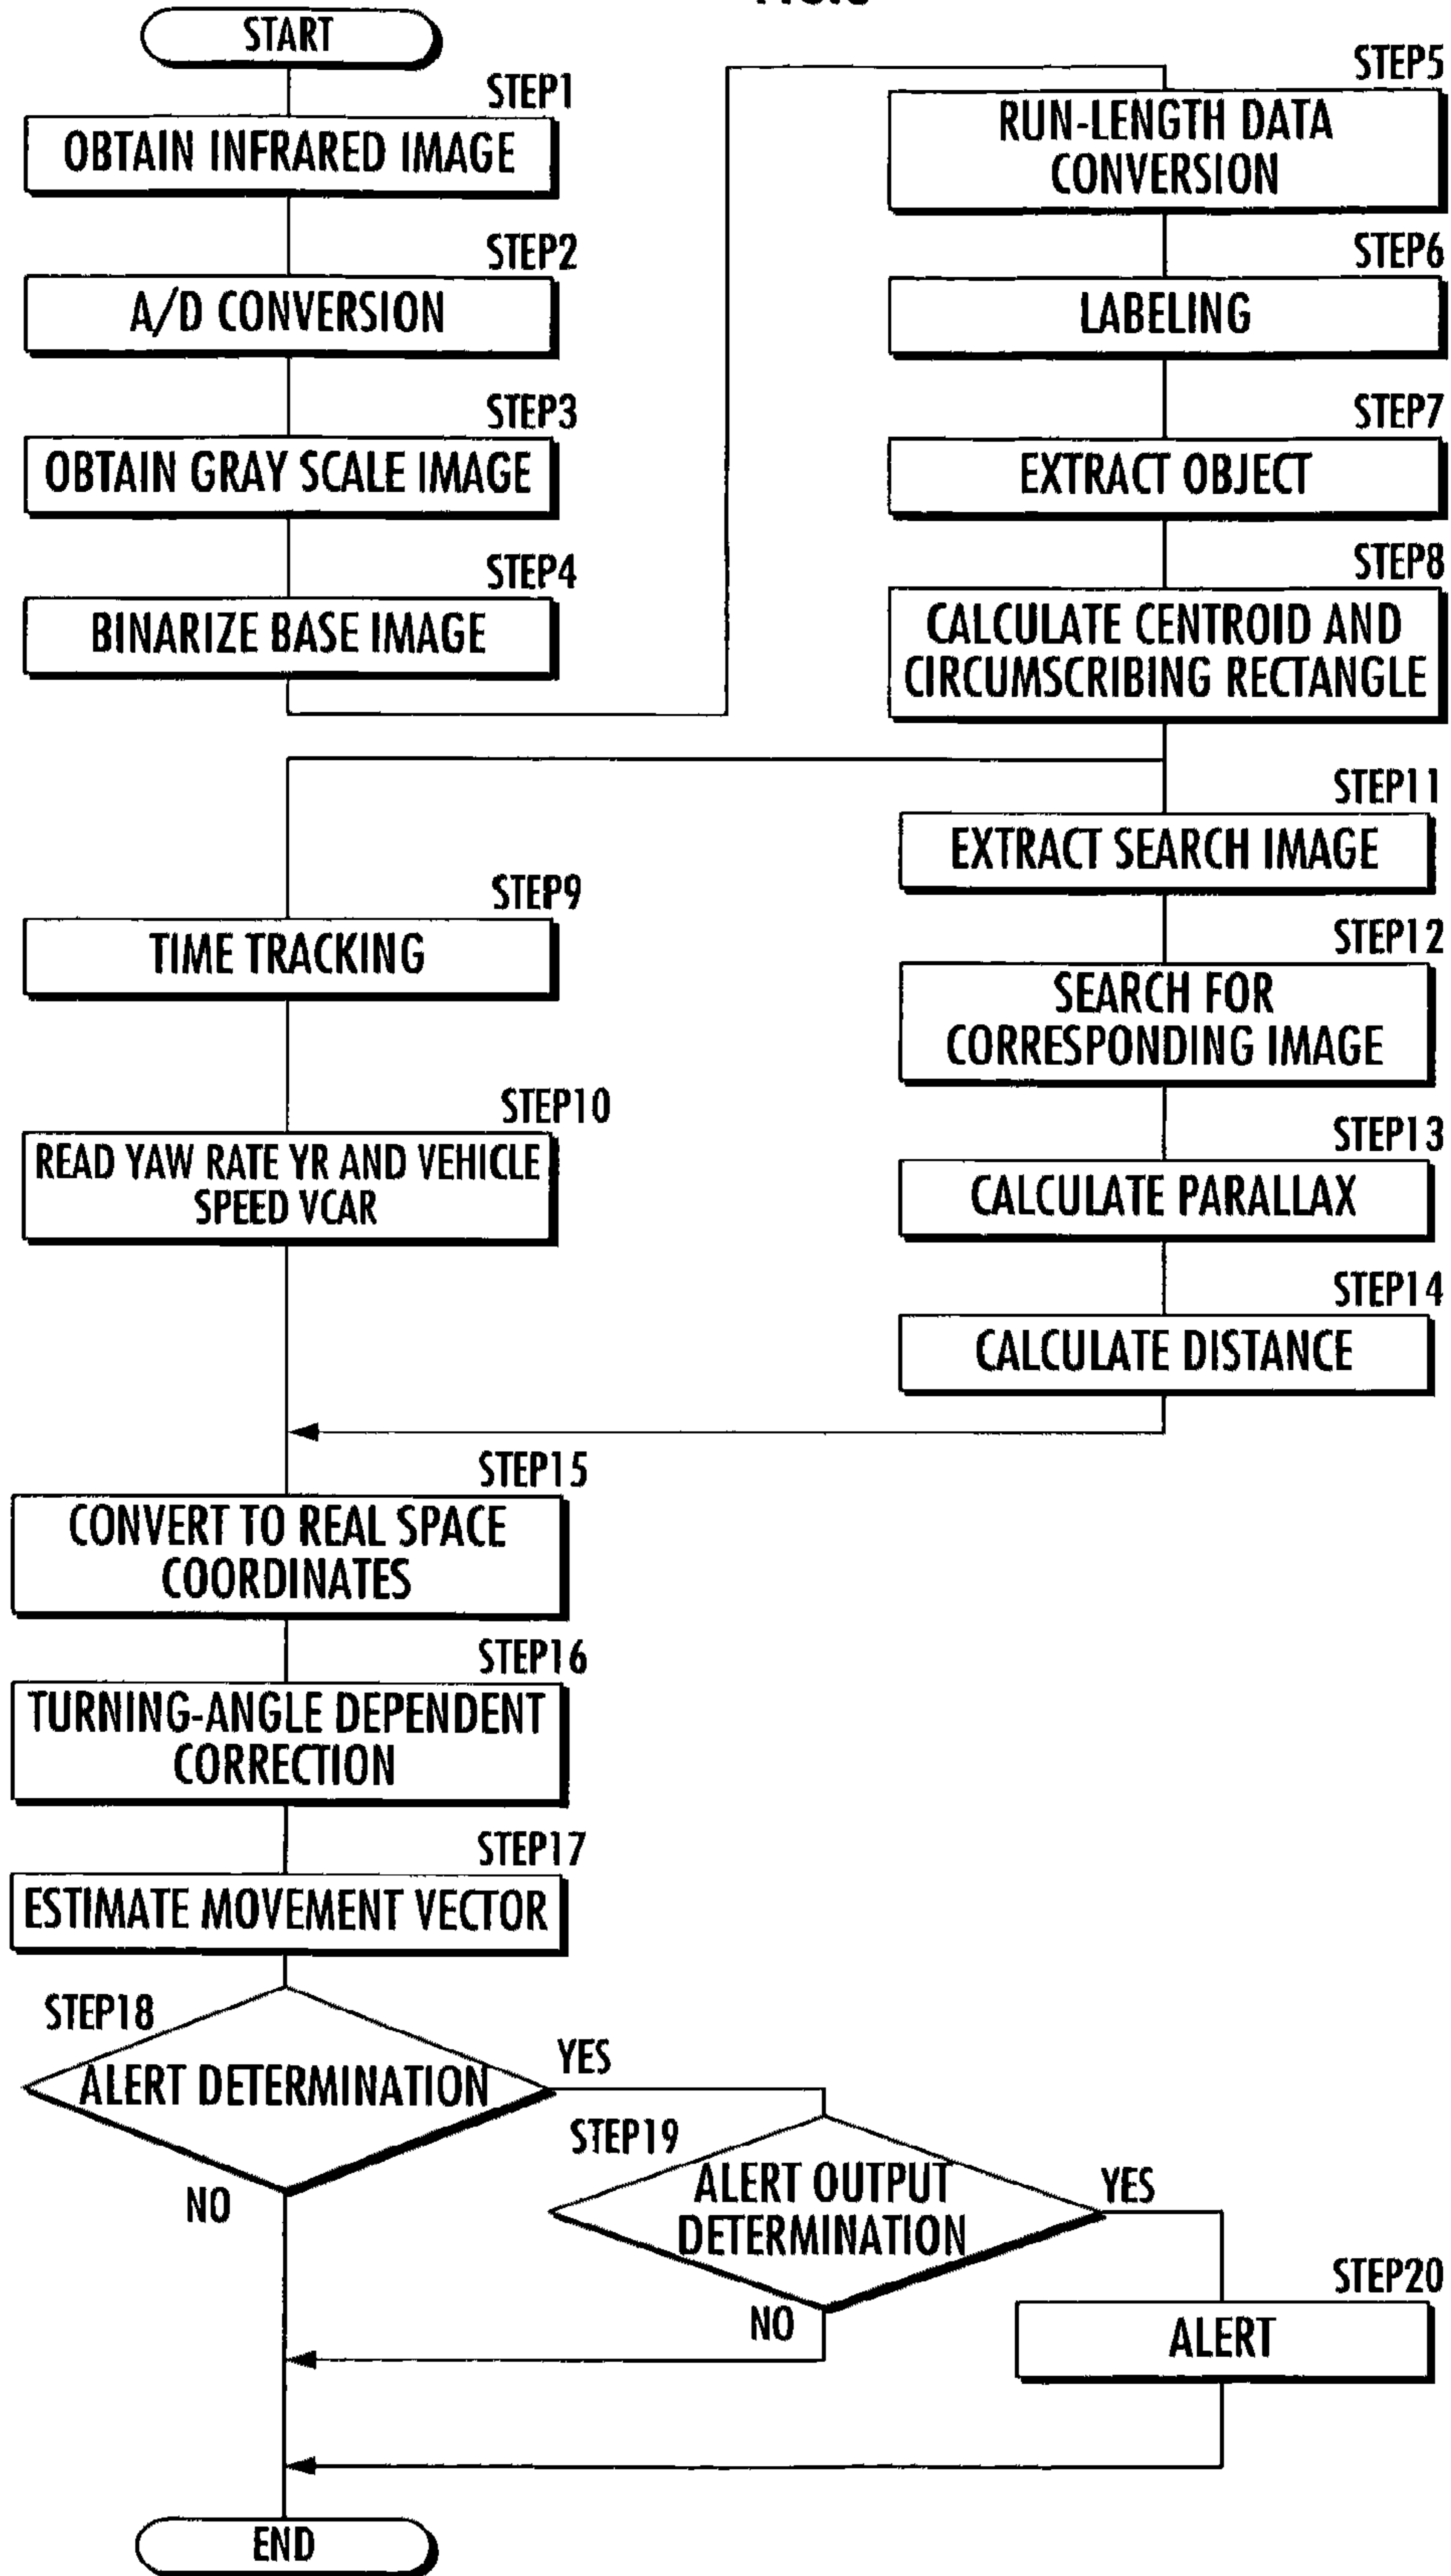 START
STEP1
OBTAIN INFRARED IMAGE
STEP2
A/D CONVERSION
STEP3
OBTAIN GRAY SCALE IMAGE
STEP4
BINARIZE BASE IMAGE
STEP5
RUN-LENGTH DATA
CONVERSION
STEP6
LABELING
STEP7
EXTRACT OBJECT
STEP8
CALCULATE CENTROID AND
CIRCUMSCRIBING RECTANGLE
STEP9
TIME TRACKING
STEP10
READ YAW RATE YR AND VEHICLE
SPEED VCAR
STEP11
EXTRACT SEARCH IMAGE
STEP12
SEARCH FOR
CORRESPONDING IMAGE
STEP13
CALCULATE PARALLAX
STEP14
CALCULATE DISTANCE
STEP15
CONVERT TO REAL SPACE
COORDINATES
STEP16
TURNING-ANGLE DEPENDENT
CORRECTION
STEP17
ESTIMATE MOVEMENT VECTOR
STEP18
ALERT DETERMINATION
YES
NO
STEP19
ALERT OUTPUT
DETERMINATION
YES
NO
STEP20
ALERT
END